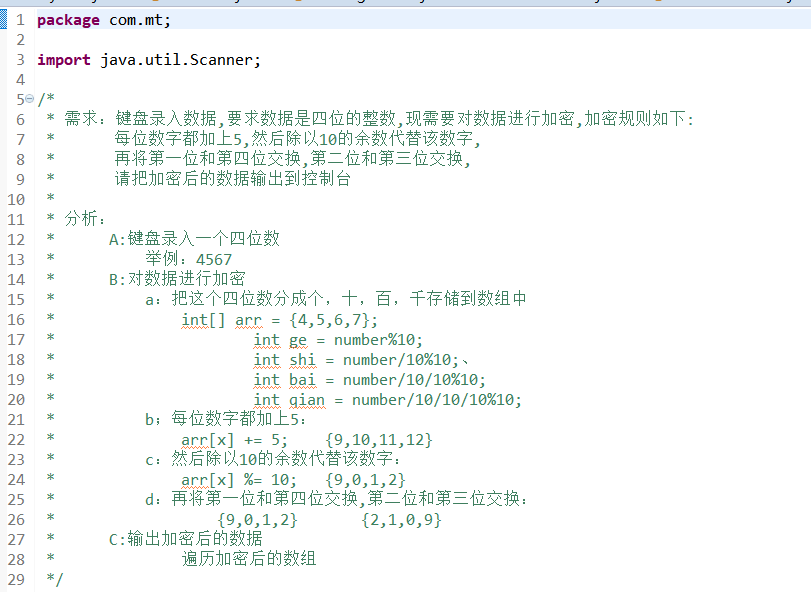 1 package com.mt;
2
3 import java.util.Scanner;
4
5 /*
6 * 需求：键盘录入数据,要求数据是四位的整数,现需要对数据进行加密,加密规则如下:
7 * 每位数字都加上5,然后除以10的余数代替该数字,
8 * 再将第一位和第四位交换,第二位和第三位交换,
9 * 请把加密后的数据输出到控制台
10 *
11 * 分析：
12 * A:键盘录入一个四位数
13 * 举例：4567
14 * B:对数据进行加密
15 * a：把这个四位数分成个，十，百，千存储到数组中
16 * int[] arr = {4,5,6,7};
17 * int ge = number%10;
18 * int shi = number/10%10;、
19 * int bai = number/10/10%10;
20 * int qian = number/10/10/10%10;
21 * b；每位数字都加上5：
22 * arr[x] += 5; {9,10,11,12}
23 * c：然后除以10的余数代替该数字：
24 * arr[x] %= 10; {9,0,1,2}
25 * d：再将第一位和第四位交换,第二位和第三位交换：
26 * {9,0,1,2} {2,1,0,9}
27 * C:输出加密后的数据
28 * 遍历加密后的数组
29 */